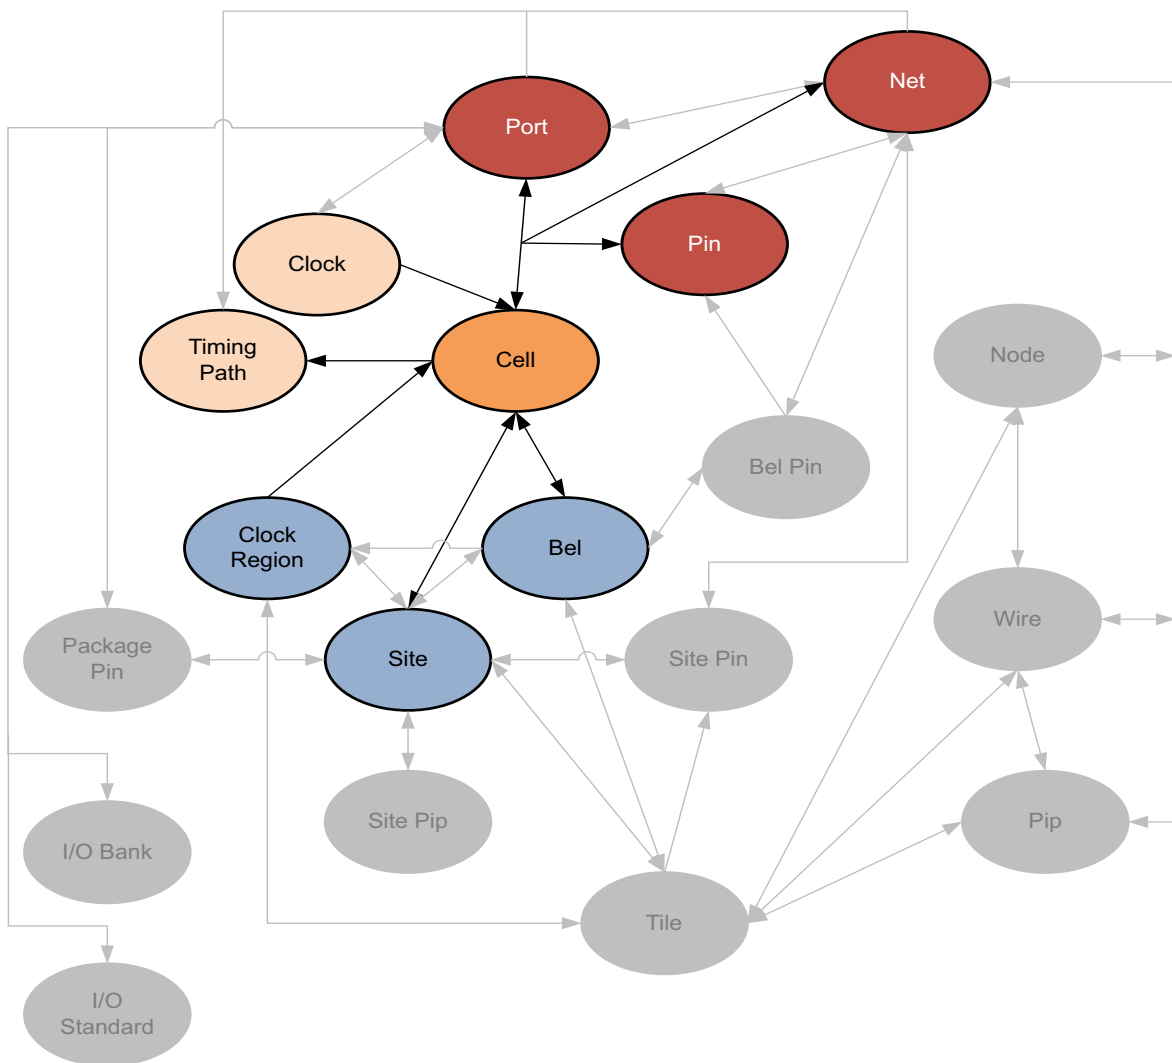 Net
Port
Pin
Clock
Timing
Path
Cell
Node
Bel Pin
Clock
Region
Bel
Wire
Package
Pin
Site
Site Pin
Site Pip
Pip
I/O Bank
Tile
I/O
Standard